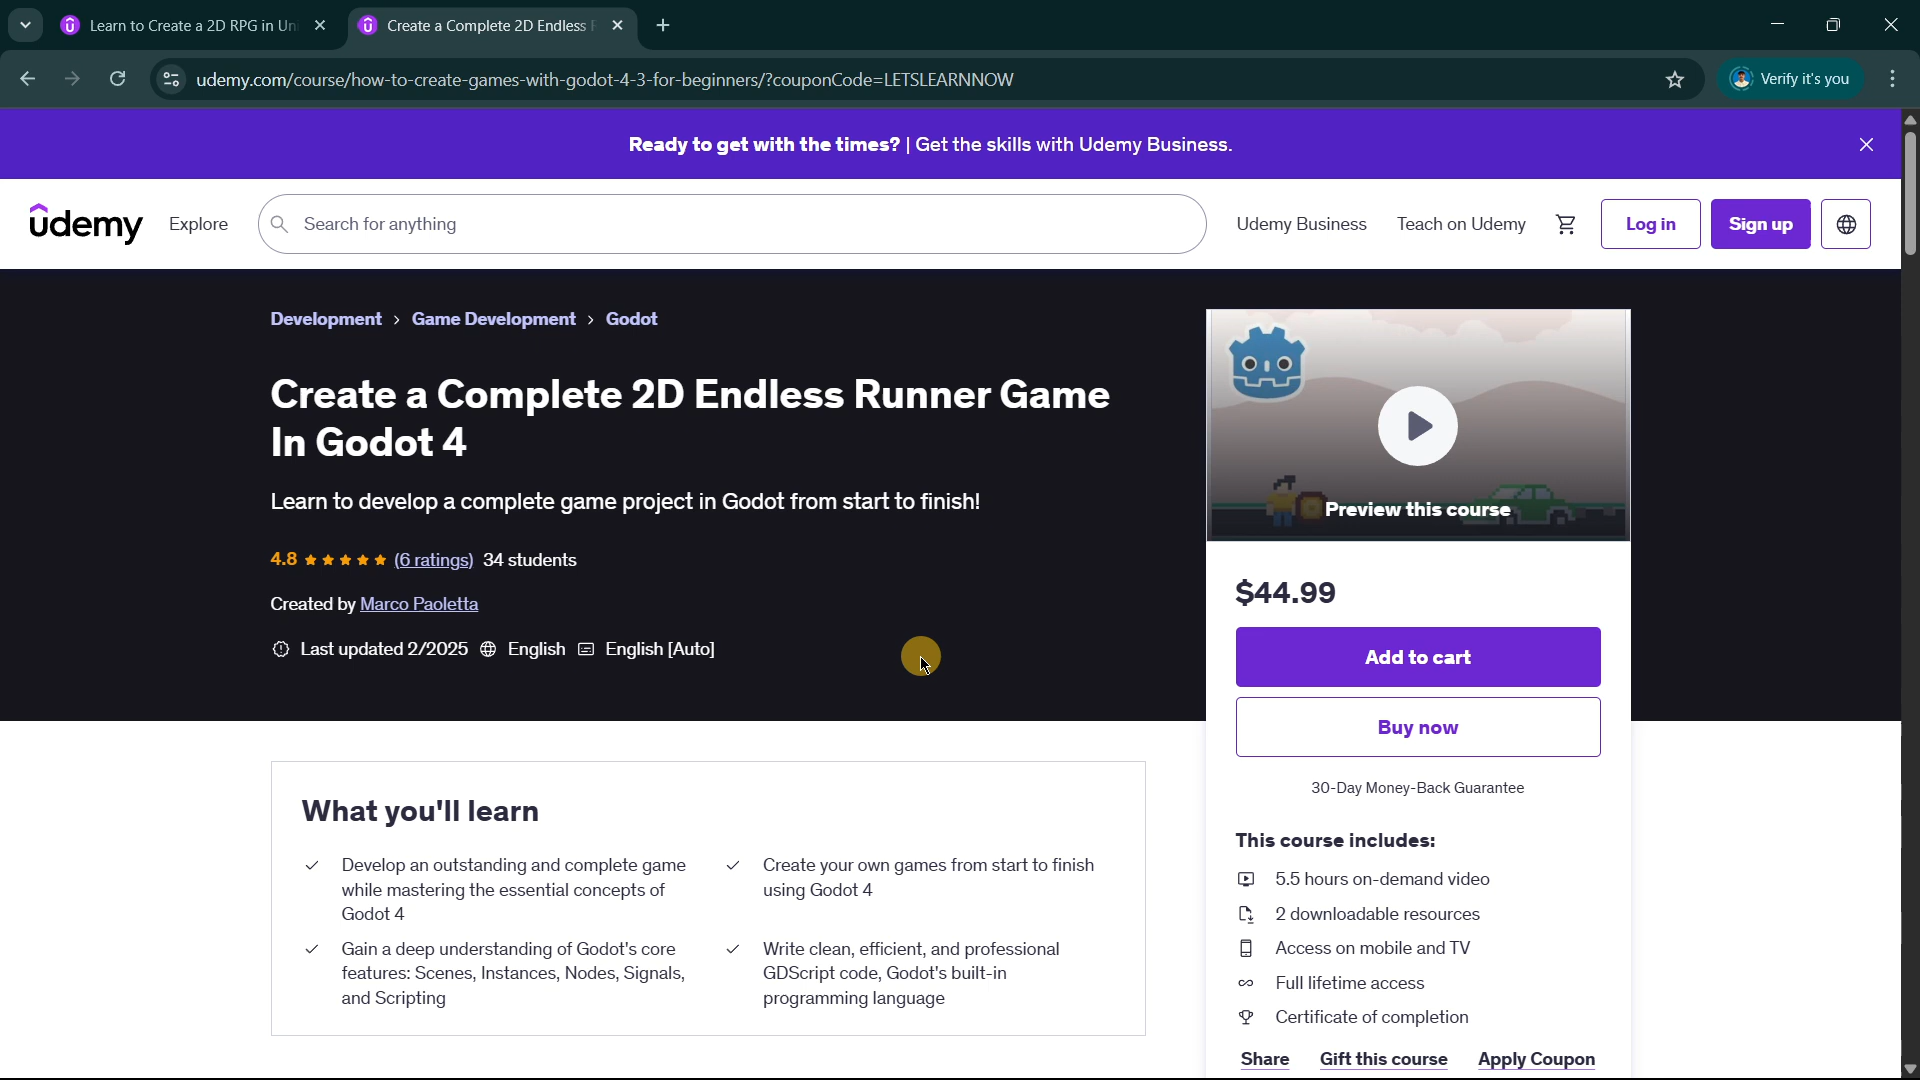 Learn to Create a 2D RPG in Un
Create a Complete 2D Endless R
udemy.com/course/how-to-create-games-with-godot-4-3-for-beginners/?couponCode=LETSLEARNNOW
Verify it's you
Ready to get with the times? | Get the skills with Udemy Business.
udemy
Explore
Search for anything
Udemy Business
Teach on Udemy
Log in
Sign up
Development > Game Development > Godot
Create a Complete 2D Endless Runner Game
In Godot 4
Learn to develop a complete game project in Godot from start to finish!
4.8 (6 ratings) 34 students
Created by Marco Paoletta
Last updated 2/2025 English English [Auto]
Preview this course
$44.99
Add to cart
Buy now
30-Day Money-Back Guarantee
This course includes:
5.5 hours on-demand video
2 downloadable resources
Access on mobile and TV
Full lifetime access
Certificate of completion
Share Gift this course Apply Coupon
What you'll learn
Develop an outstanding and complete game
while mastering the essential concepts of
Godot 4
Create your own games from start to finish
using Godot 4
Gain a deep understanding of Godot's core
features: Scenes, Instances, Nodes, Signals,
and Scripting
Write clean, efficient, and professional
GDScript code, Godot's built-in
programming language